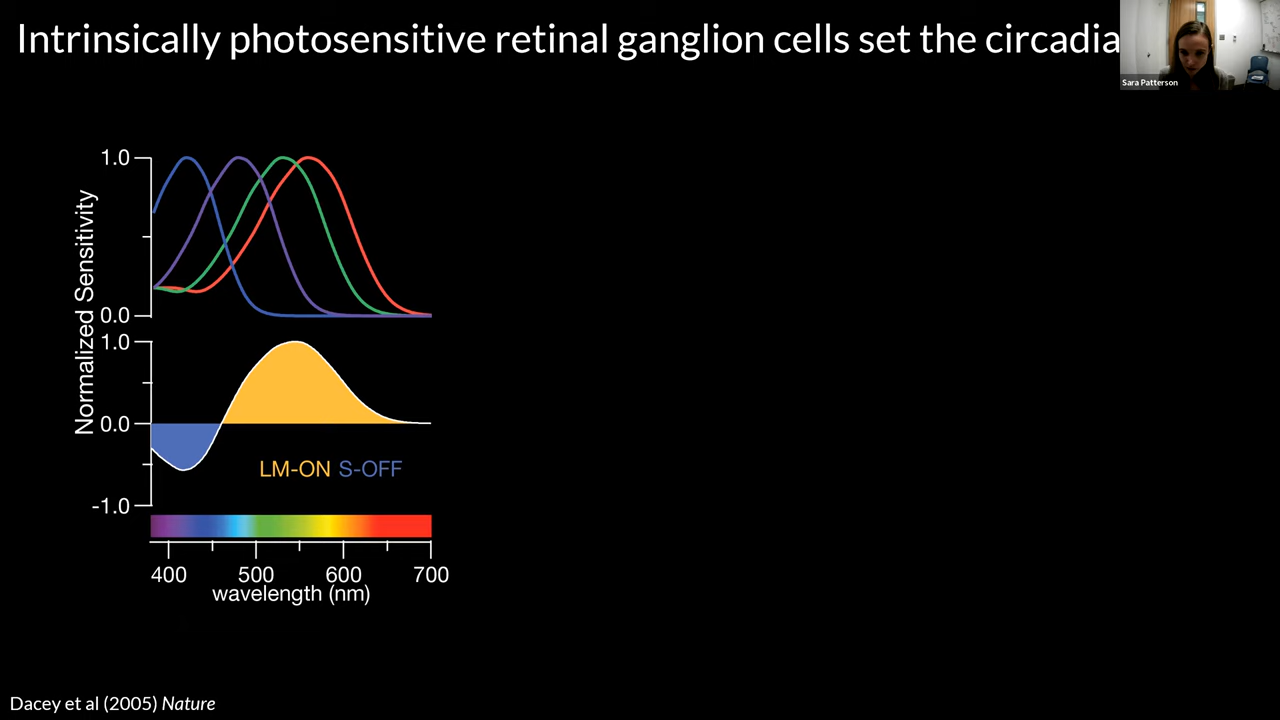 Intrinsically photosensitive retinal ganglion cells set the circadia
Sara Patterson
1.0
0.0
Normalized Sensitivity
1.0
0.0
-1.0
LM-ON S-OFF
400 500 600 700
wavelength (nm)
Dacey et al (2005) Nature